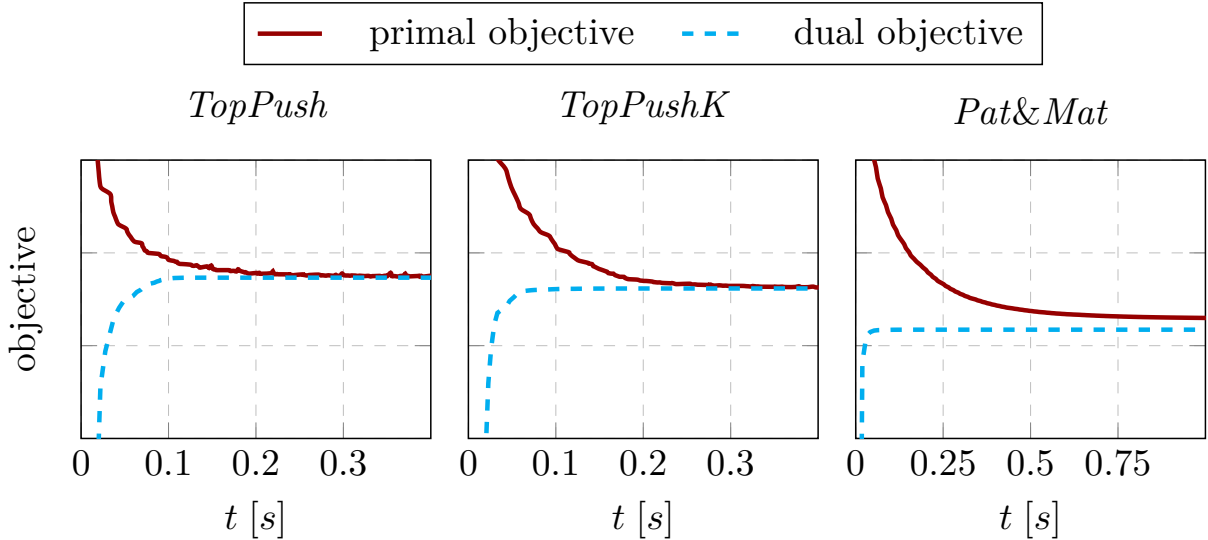 primal objective dual objective
TopPush TopPushK Pat&Mat
objective
0 0.1 0.2 0.3 0 0.1 0.2 0.3 0 0.25 0.5 0.75
t [s] t [s] t [s]